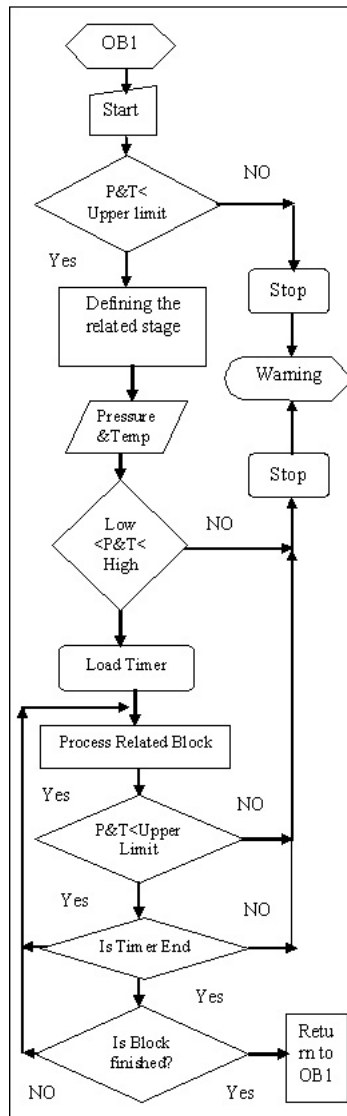 OB1
Start
P&T<
Upper limit
NO
Yes
Defining the
related stage
Stop
Warning
Pressure
&Temp
Stop
Low
<P&T<
High
NO
Load Timer
Process Related Block
Yes
NO
P&T<Upper
Limit
Yes
NO
Is Timer End
Yes
Is Block
finished?
Retu
rn to
OB1
NO
Yes